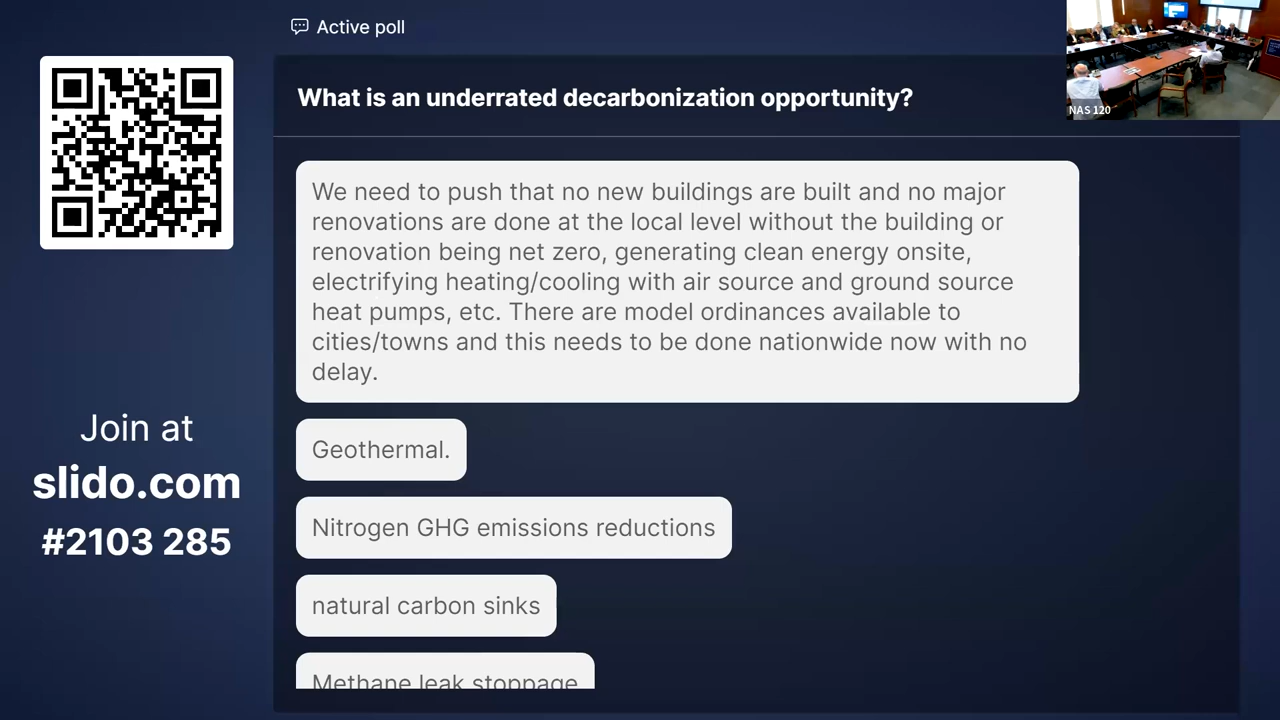 Active poll
What is an underrated decarbonization opportunity?
NAS 120
We need to push that no new buildings are built and no major
renovations are done at the local level without the building or
renovation being net zero, generating clean energy onsite,
electrifying heating/cooling with air source and ground source
heat pumps, etc. There are model ordinances available to
cities/towns and this needs to be done nationwide now with no
delay.
Geothermal.
Nitrogen GHG emissions reductions
natural carbon sinks
Methane leak stoppage
Join at
slido.com
#2103 285